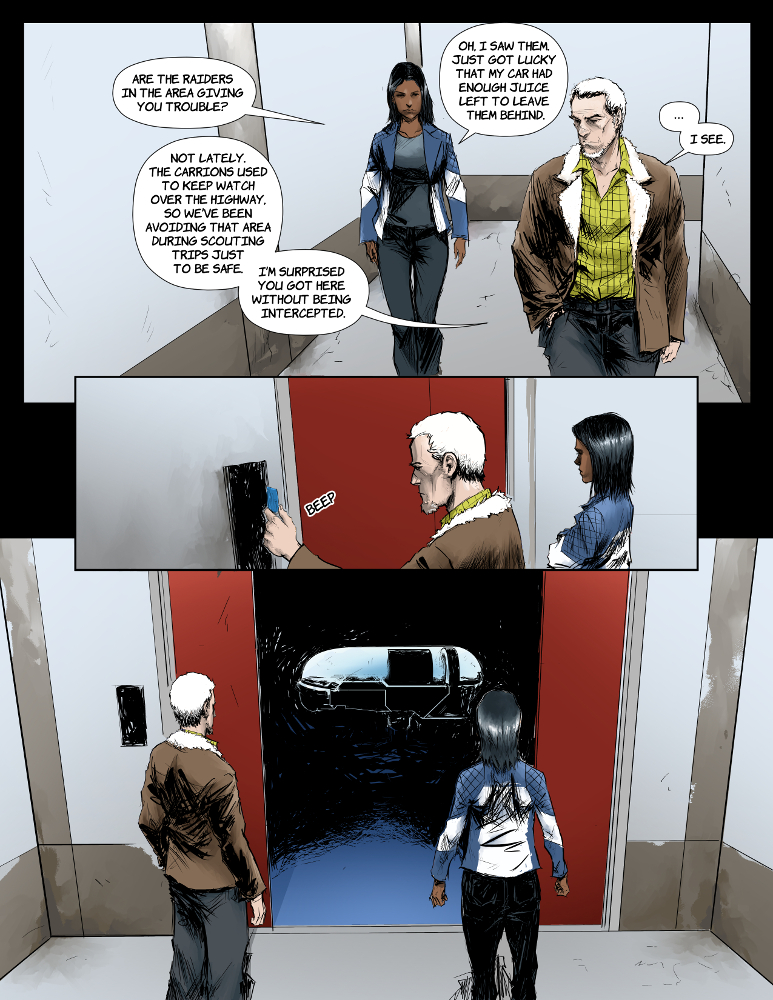 ARE THE RAIDERS
IN THE AREA GIVING
YOU TROUBLE?
NOT LATELY.
THE CARRIONS USED
TO KEEP WATCH
OVER THE HIGHWAY,
SO WE'VE BEEN
AVOIDING THAT AREA
DURING SCOUTING
TRIPS JUST
TO BE SAFE.
I'M SURPRISED
YOU GOT HERE
WITHOUT BEING
INTERCEPTED.
OH, I SAW THEM.
JUST GOT LUCKY
THAT MY CAR HAD
ENOUGH JUICE
LEFT TO LEAVE
THEM BEHIND.
...
I SEE.
BEEP